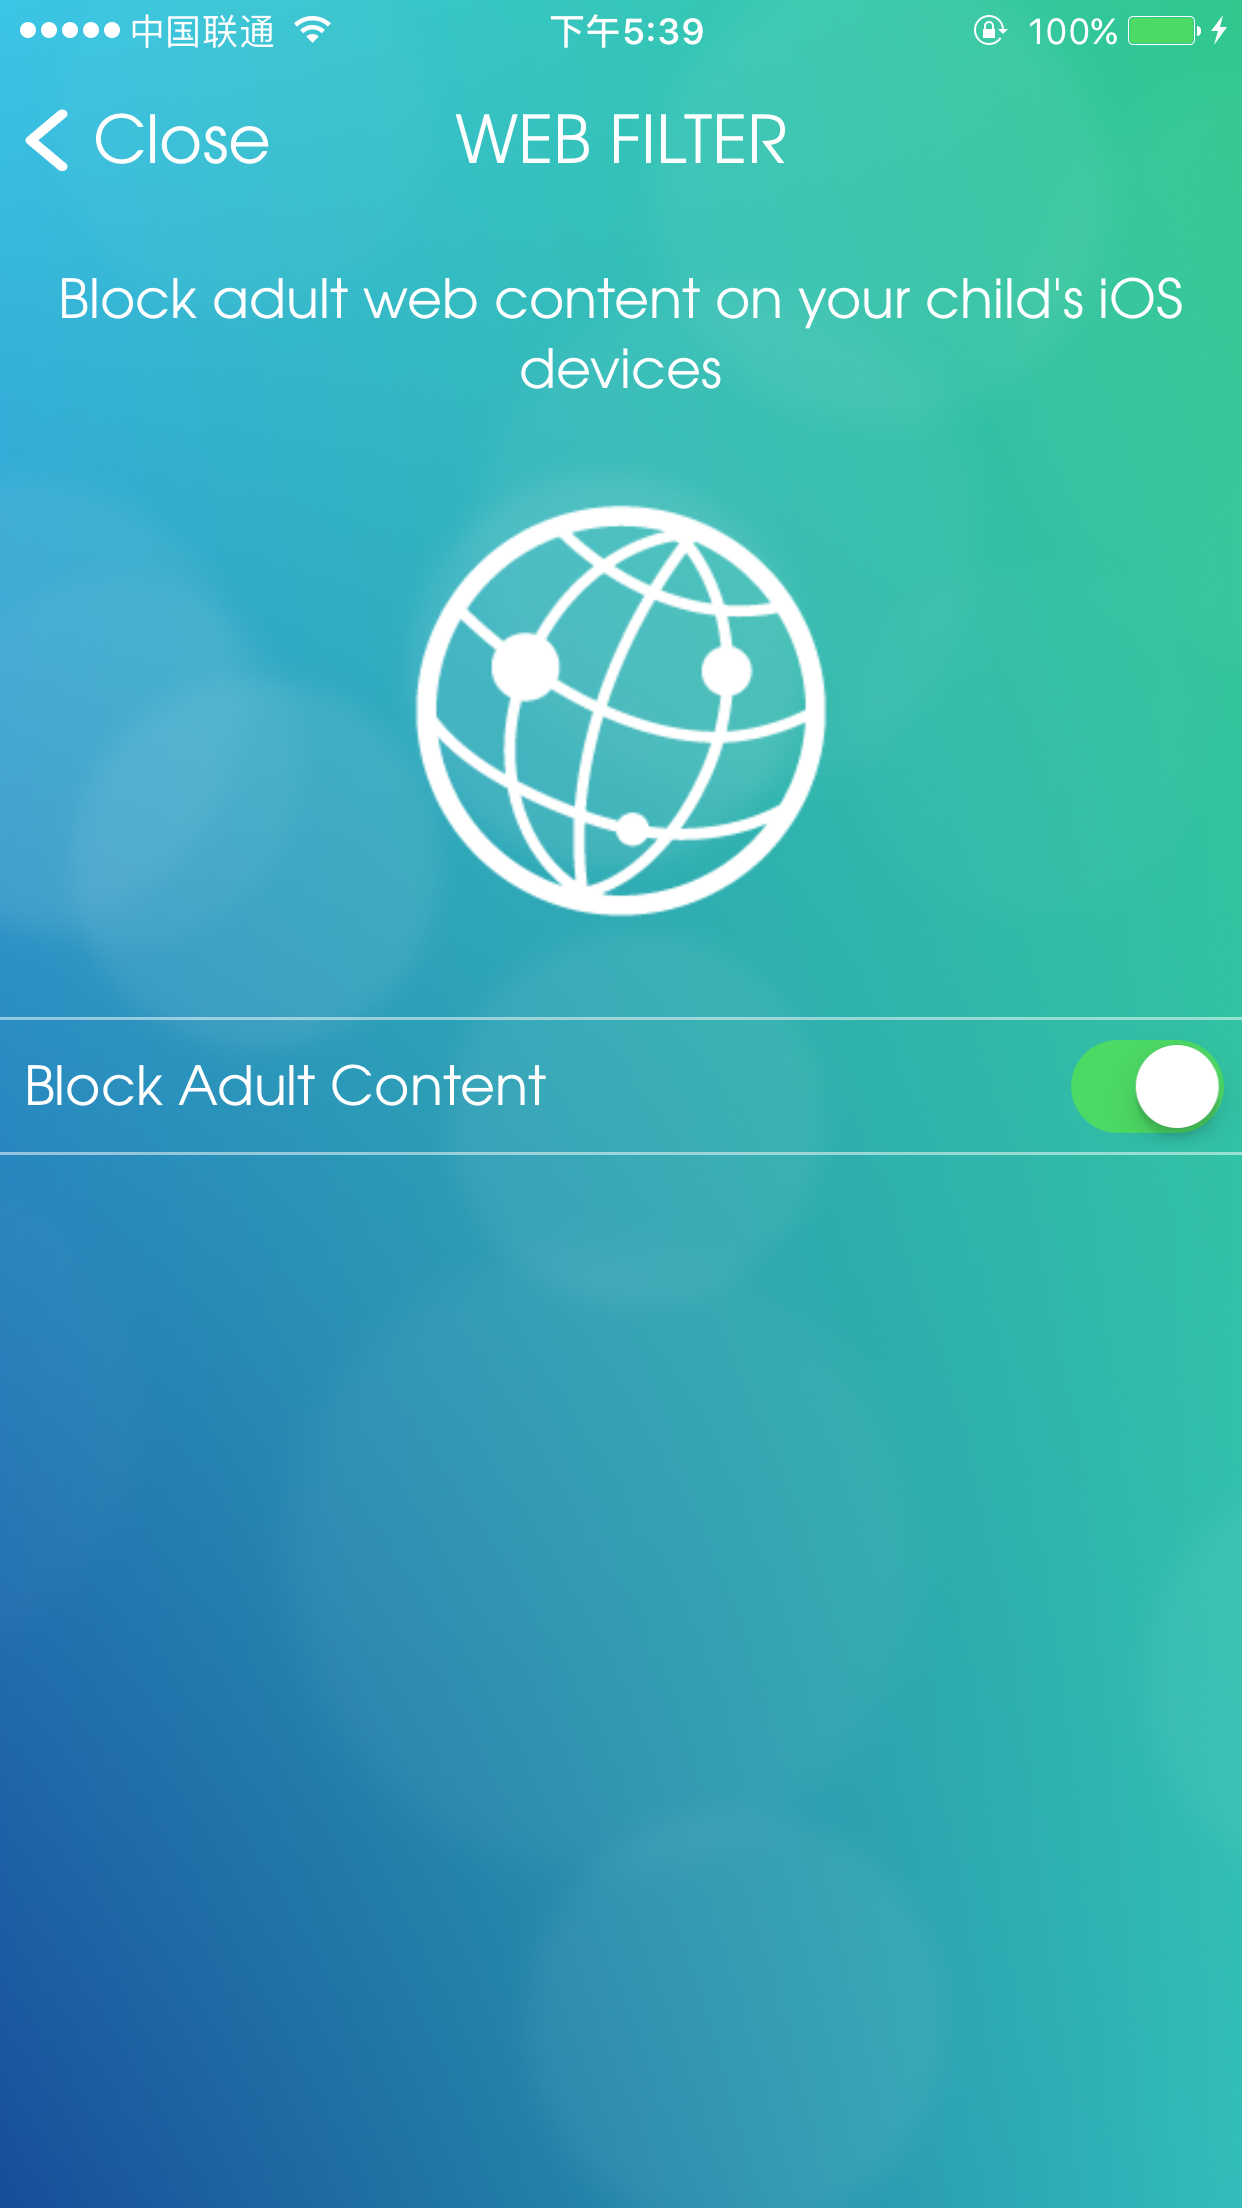 中国联通 下午5:39 100%
Close WEB FILTER
Block adult web content on your child's iOS
devices
Block Adult Content